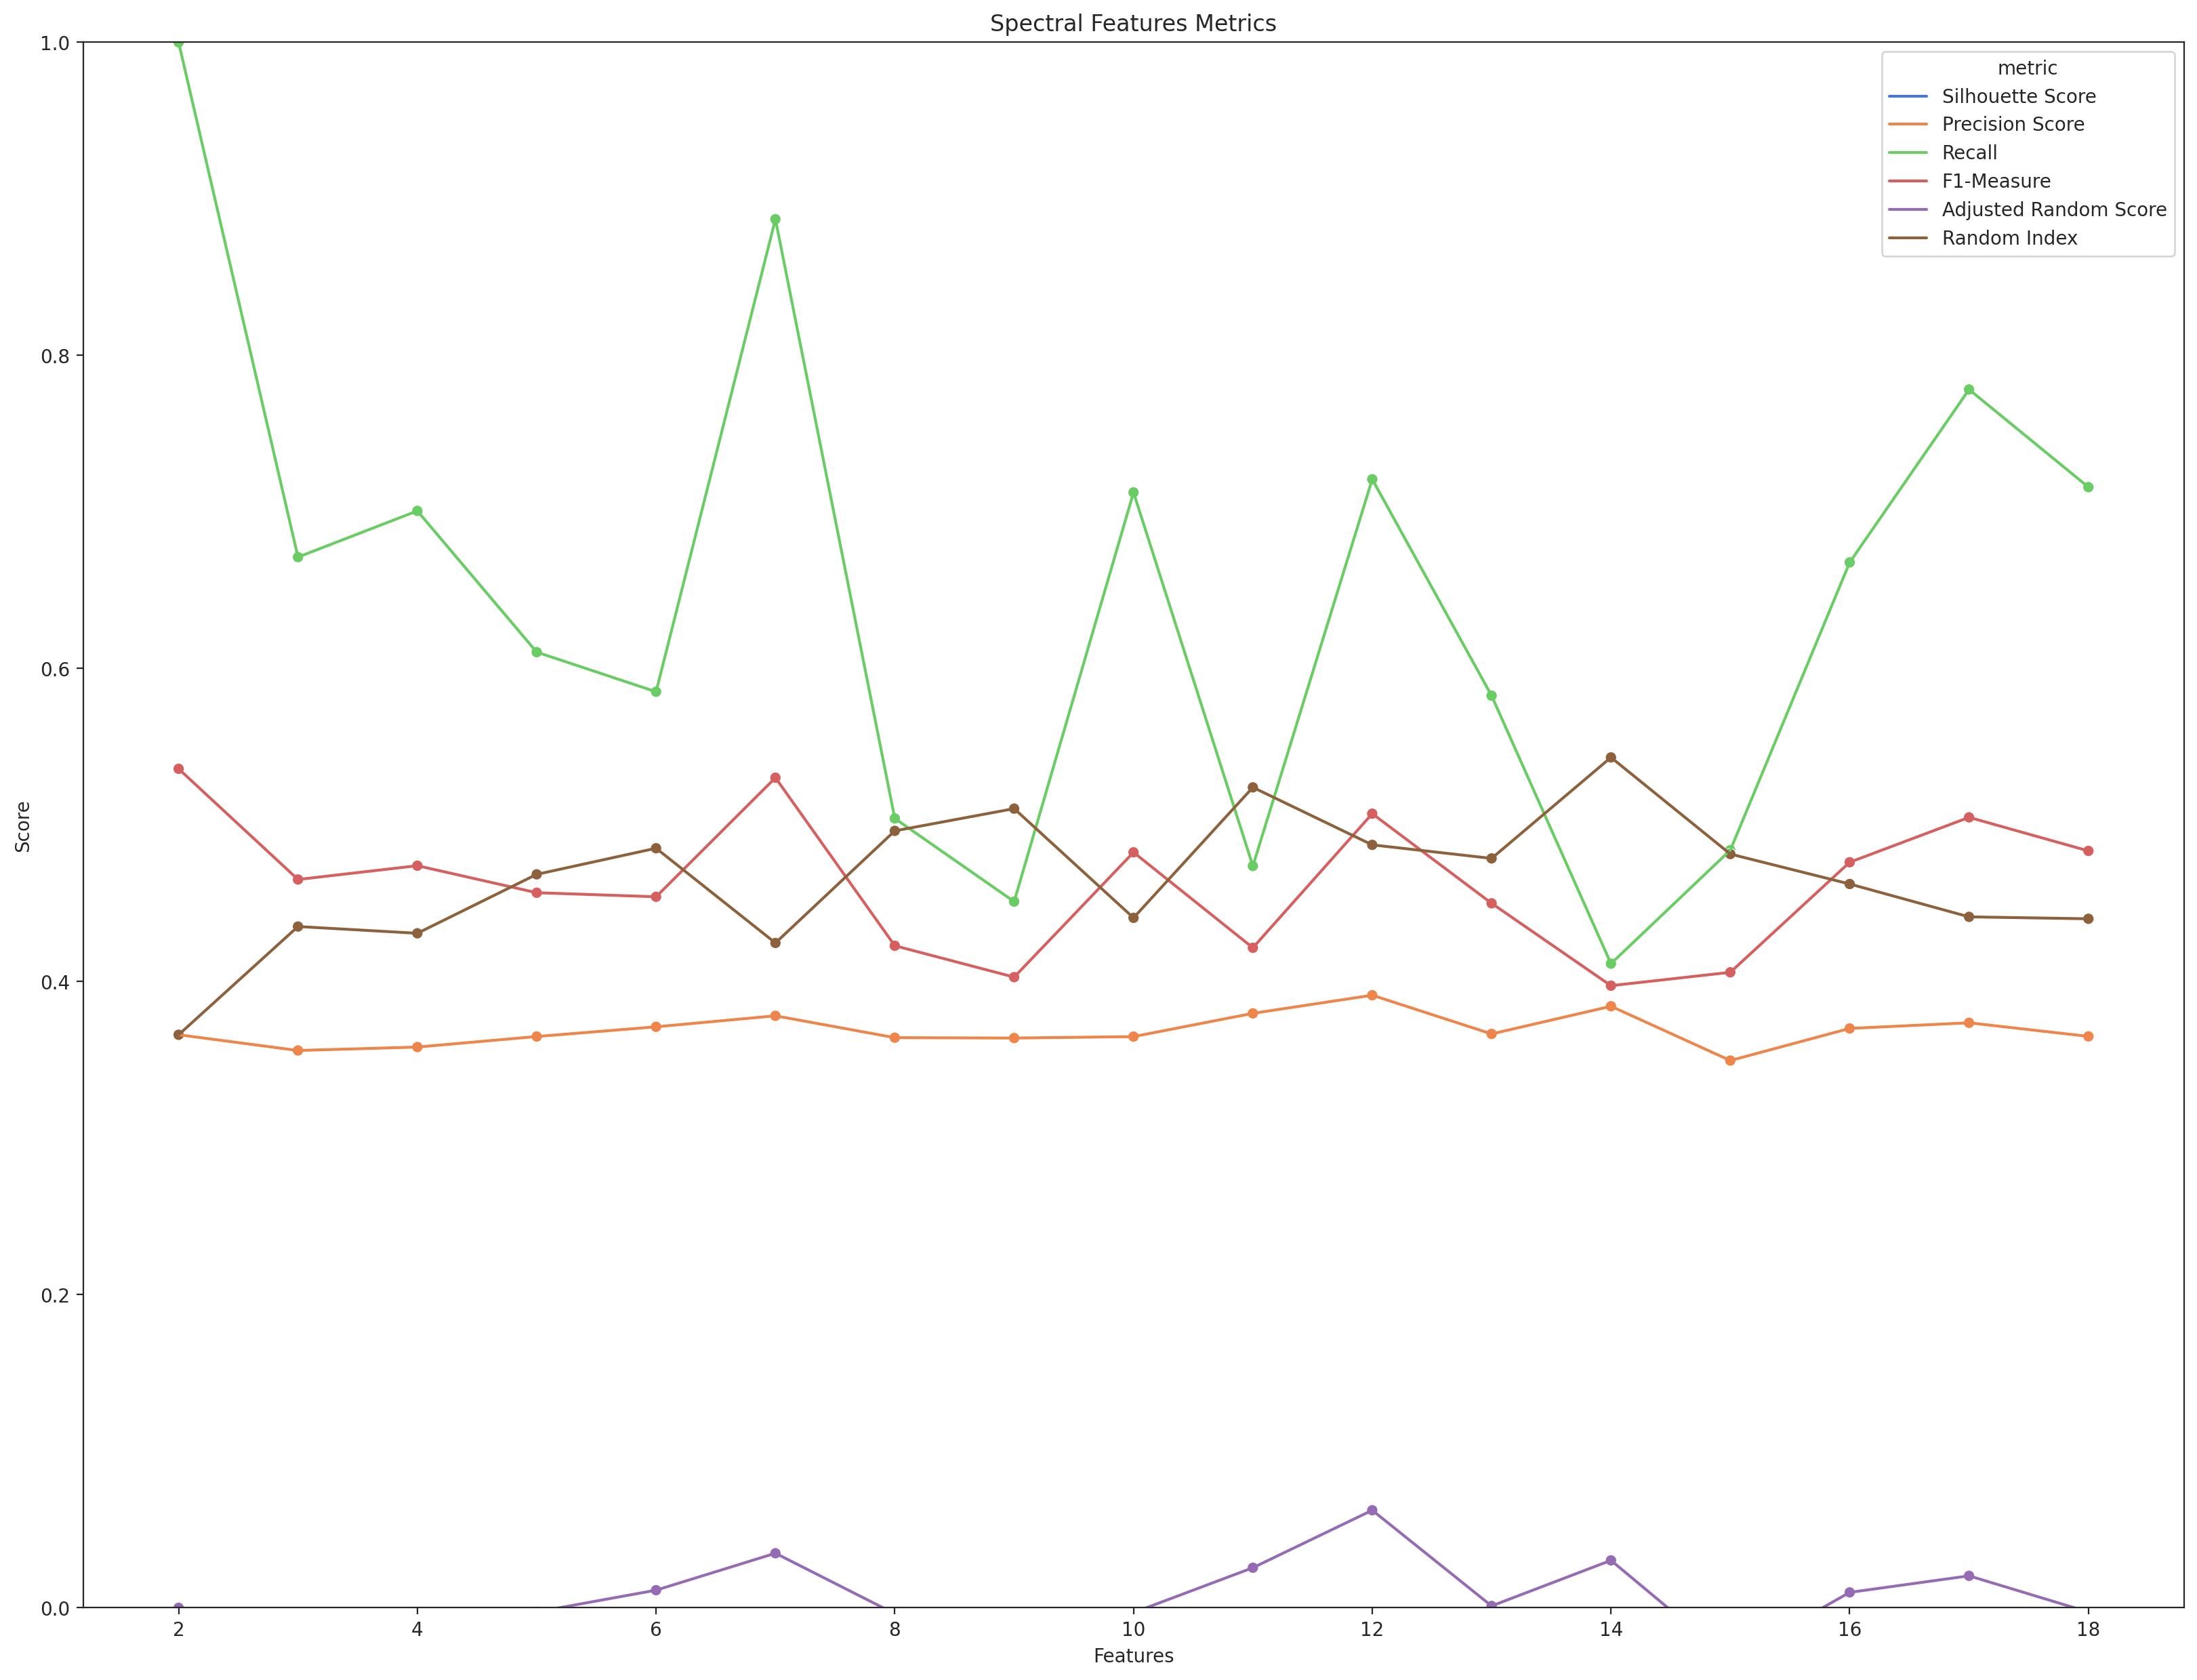 Spectral Features Metrics
metric
Silhouette Score
Precision Score
Recall
F1-Measure
Adjusted Random Score
Random Index
Score
1.0
0.8
0.6
0.4
0.2
0.0
2 4 6 8 10 12 14 16 18
Features